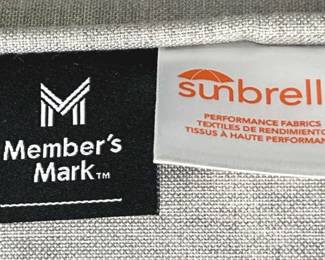 Member's
Mark™
sunbrell
PERFORMANCE FABRICS
TEXTILES DE RENDIMIENTO
TISSUS À HAUTE PERFORMAN